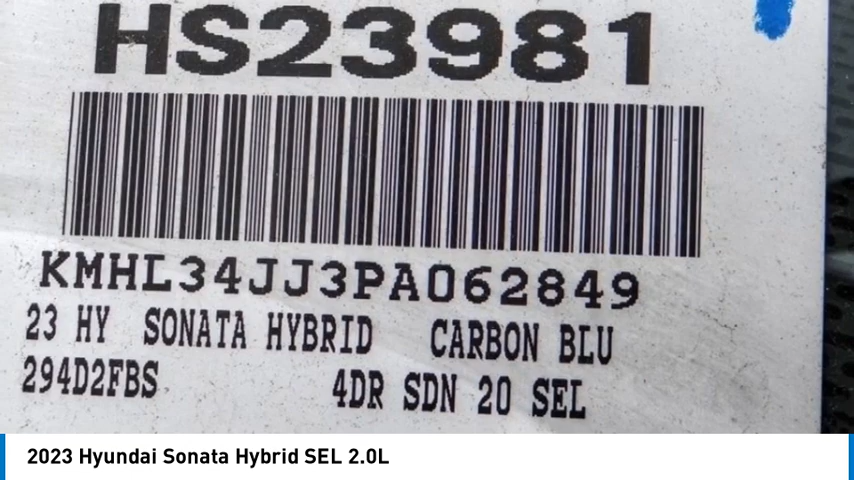 HS23981
KMHL34JJ3PA062849
23 HY SONATA HYBRID CARBON BLU
294D2FBS 4DR SDN 20 SEL
2023 Hyundai Sonata Hybrid SEL 2.0L